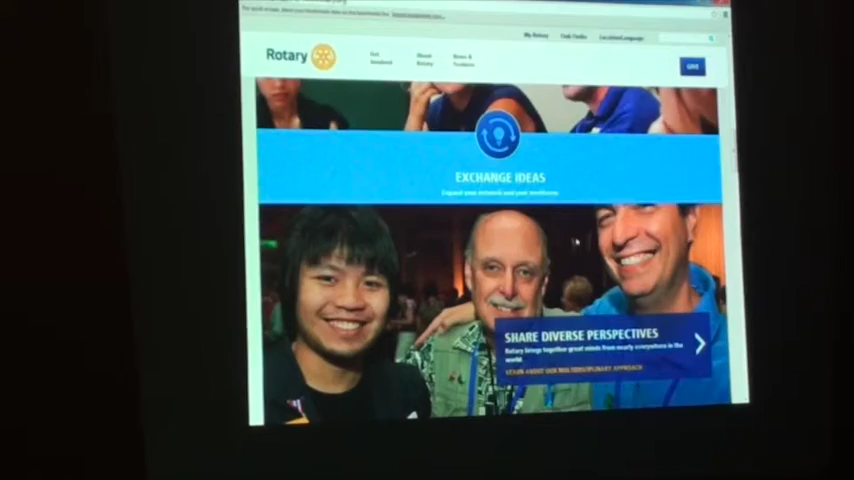 My Rotary
Club Finder
Location/Language
Rotary
Get
Involved
About
Rotary
News &
Features
GIVE
EXCHANGE IDEAS
Expand your network and your
SHARE DIVERSE PERSPECTIVES
Rotary brings together great minds from nearly everywhere in the
world
LEARN ABOUT OUR MULTIDISCIPLINARY APPROACH